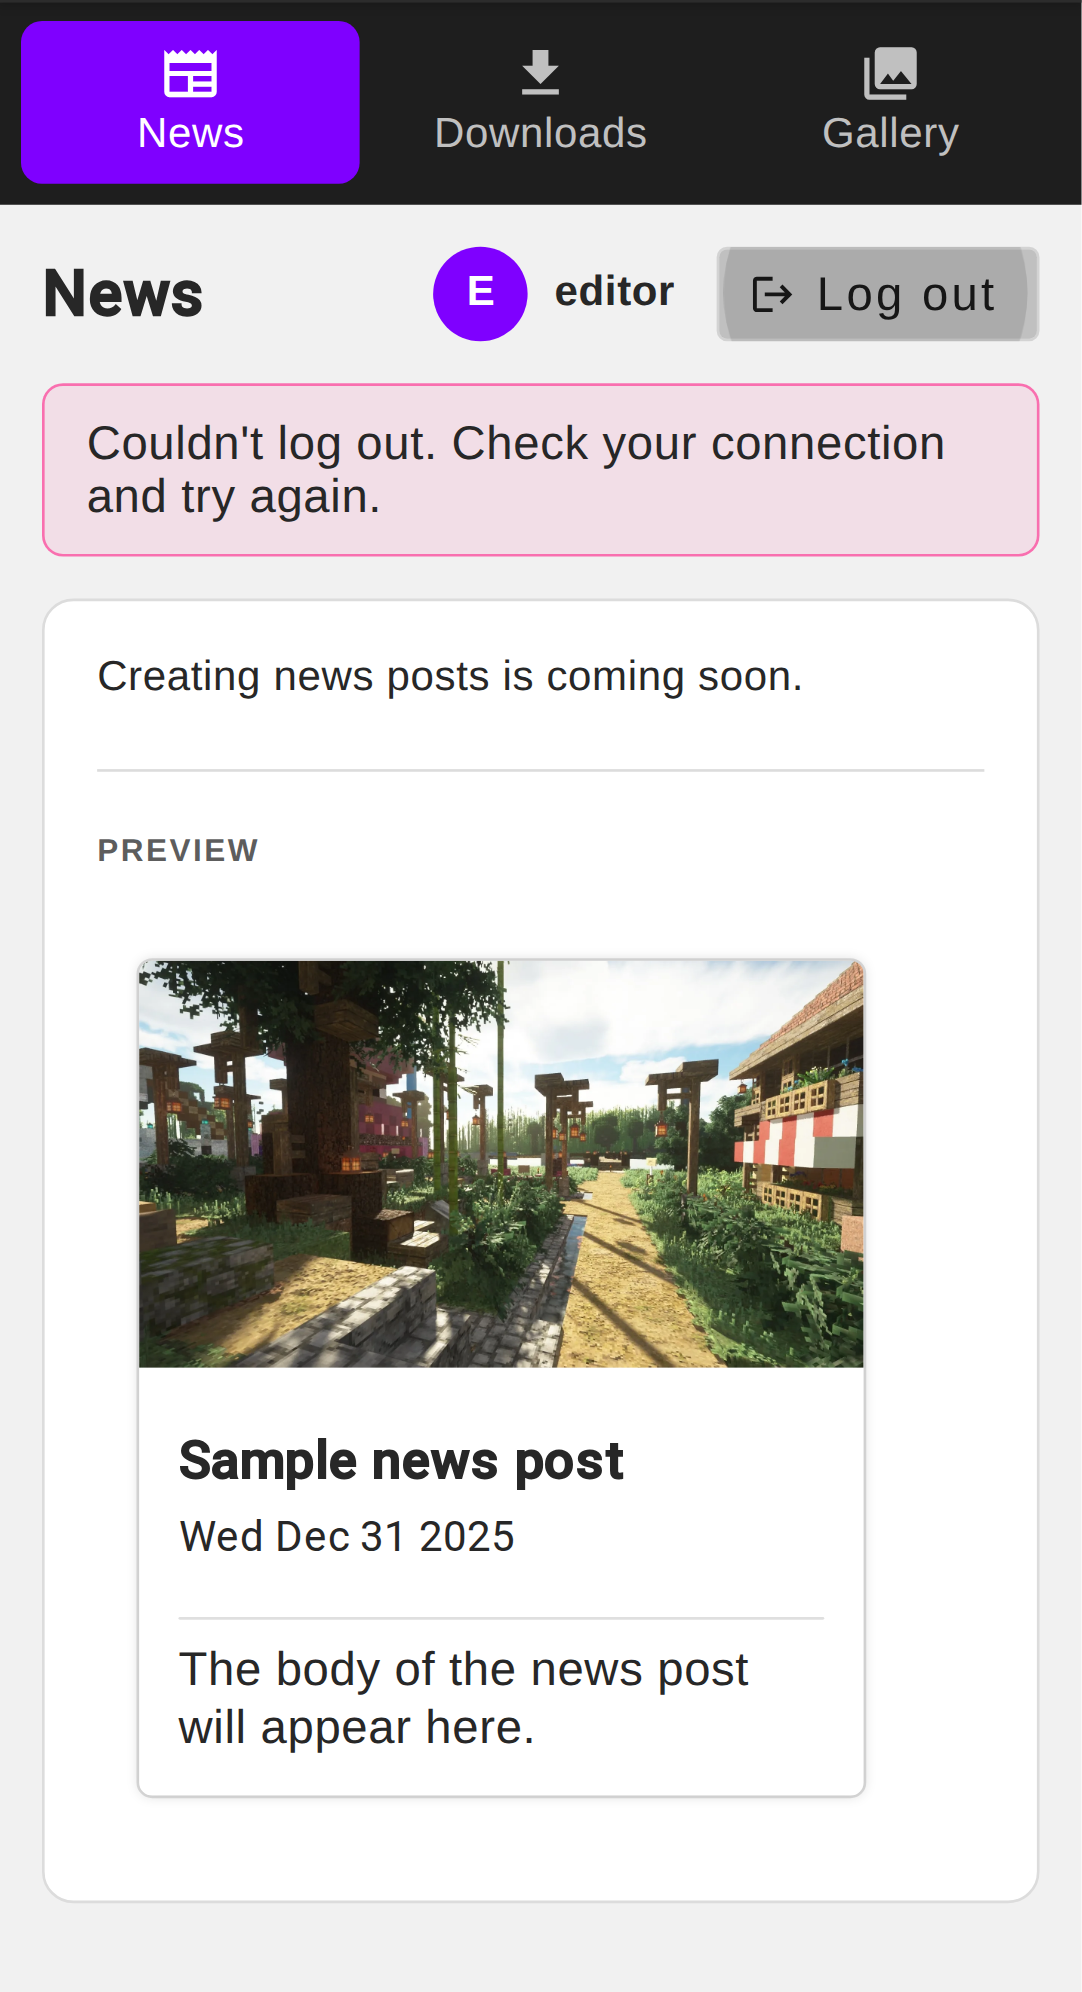 News
Downloads
Gallery
News
E
editor
Log out
Couldn't log out. Check your connection
and try again.
Creating news posts is coming soon.
PREVIEW
Sample news post
Wed Dec 31 2025
The body of the news post
will appear here.